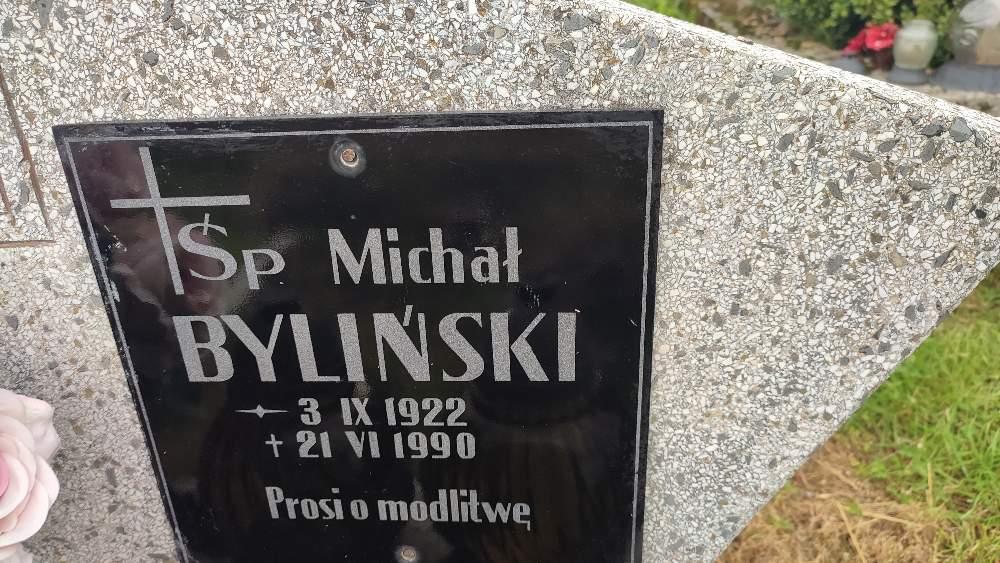 ŚP. Michał
BYLIŃSKI
3 IX 1922
✝ 21 VI 1990
Prosi o modlitwę